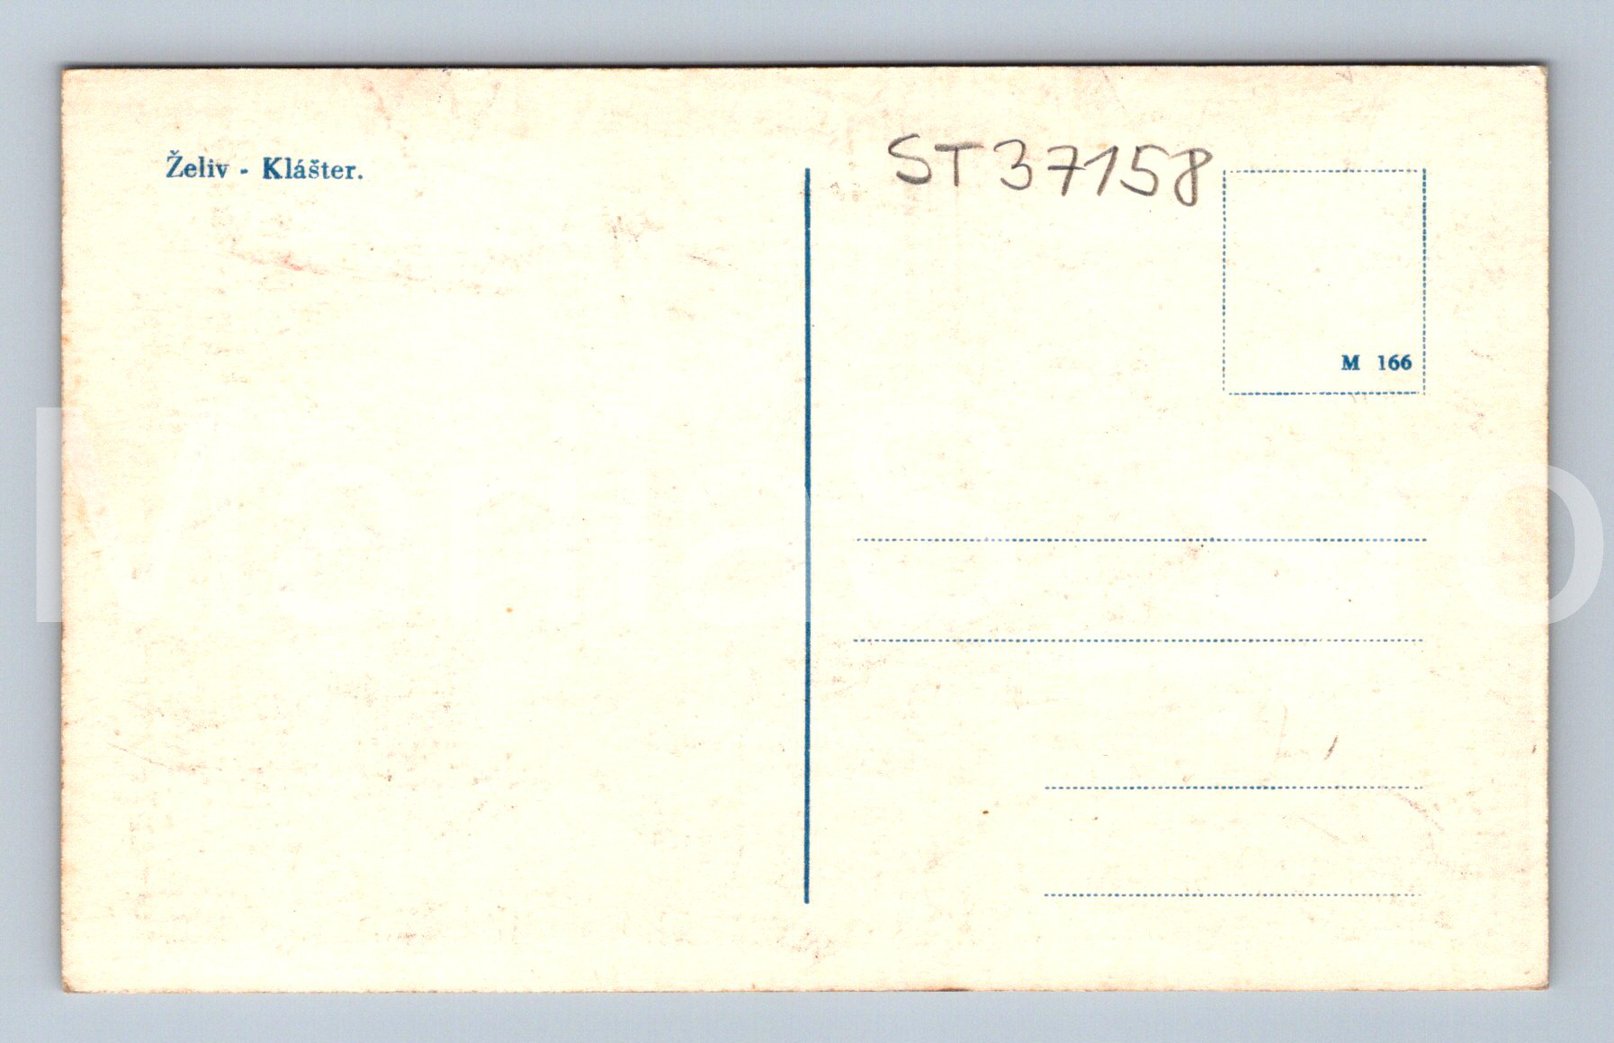 Želiv - Klášter.
ST37158
M 166